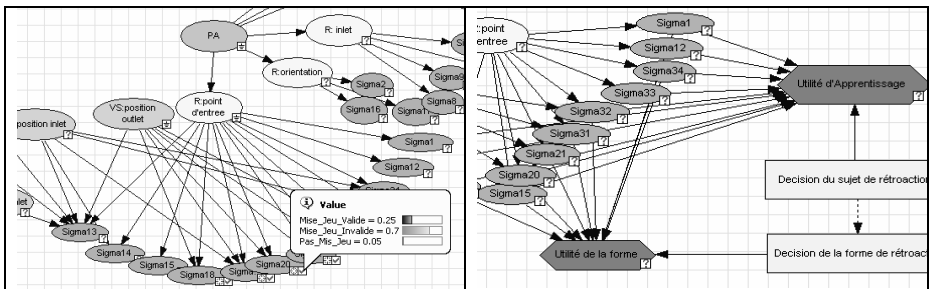 PA
R: inlet
R:orientation
Sigma2
Sigma9
Sigma8
Sigma16
VS:position
outlet
R:point
d'entree
position inlet
Sigma1
Sigma12
Sigma13
Sigma14
Sigma15
Sigma18
Sigma20
Value
Mise_Jeu_Valide = 0.25
Mise_Jeu_Invalide = 0.7
Pas_Mis_Jeu = 0.05
:point
entree
Sigma1
Sigma12
Sigma34
Sigma33
Sigma32
Sigma31
Sigma21
Sigma20
Sigma15
Utilité d'Apprentissage
Decision du sujet de rétroaction
Utilité de la forme
Decision de la forme de rétroac